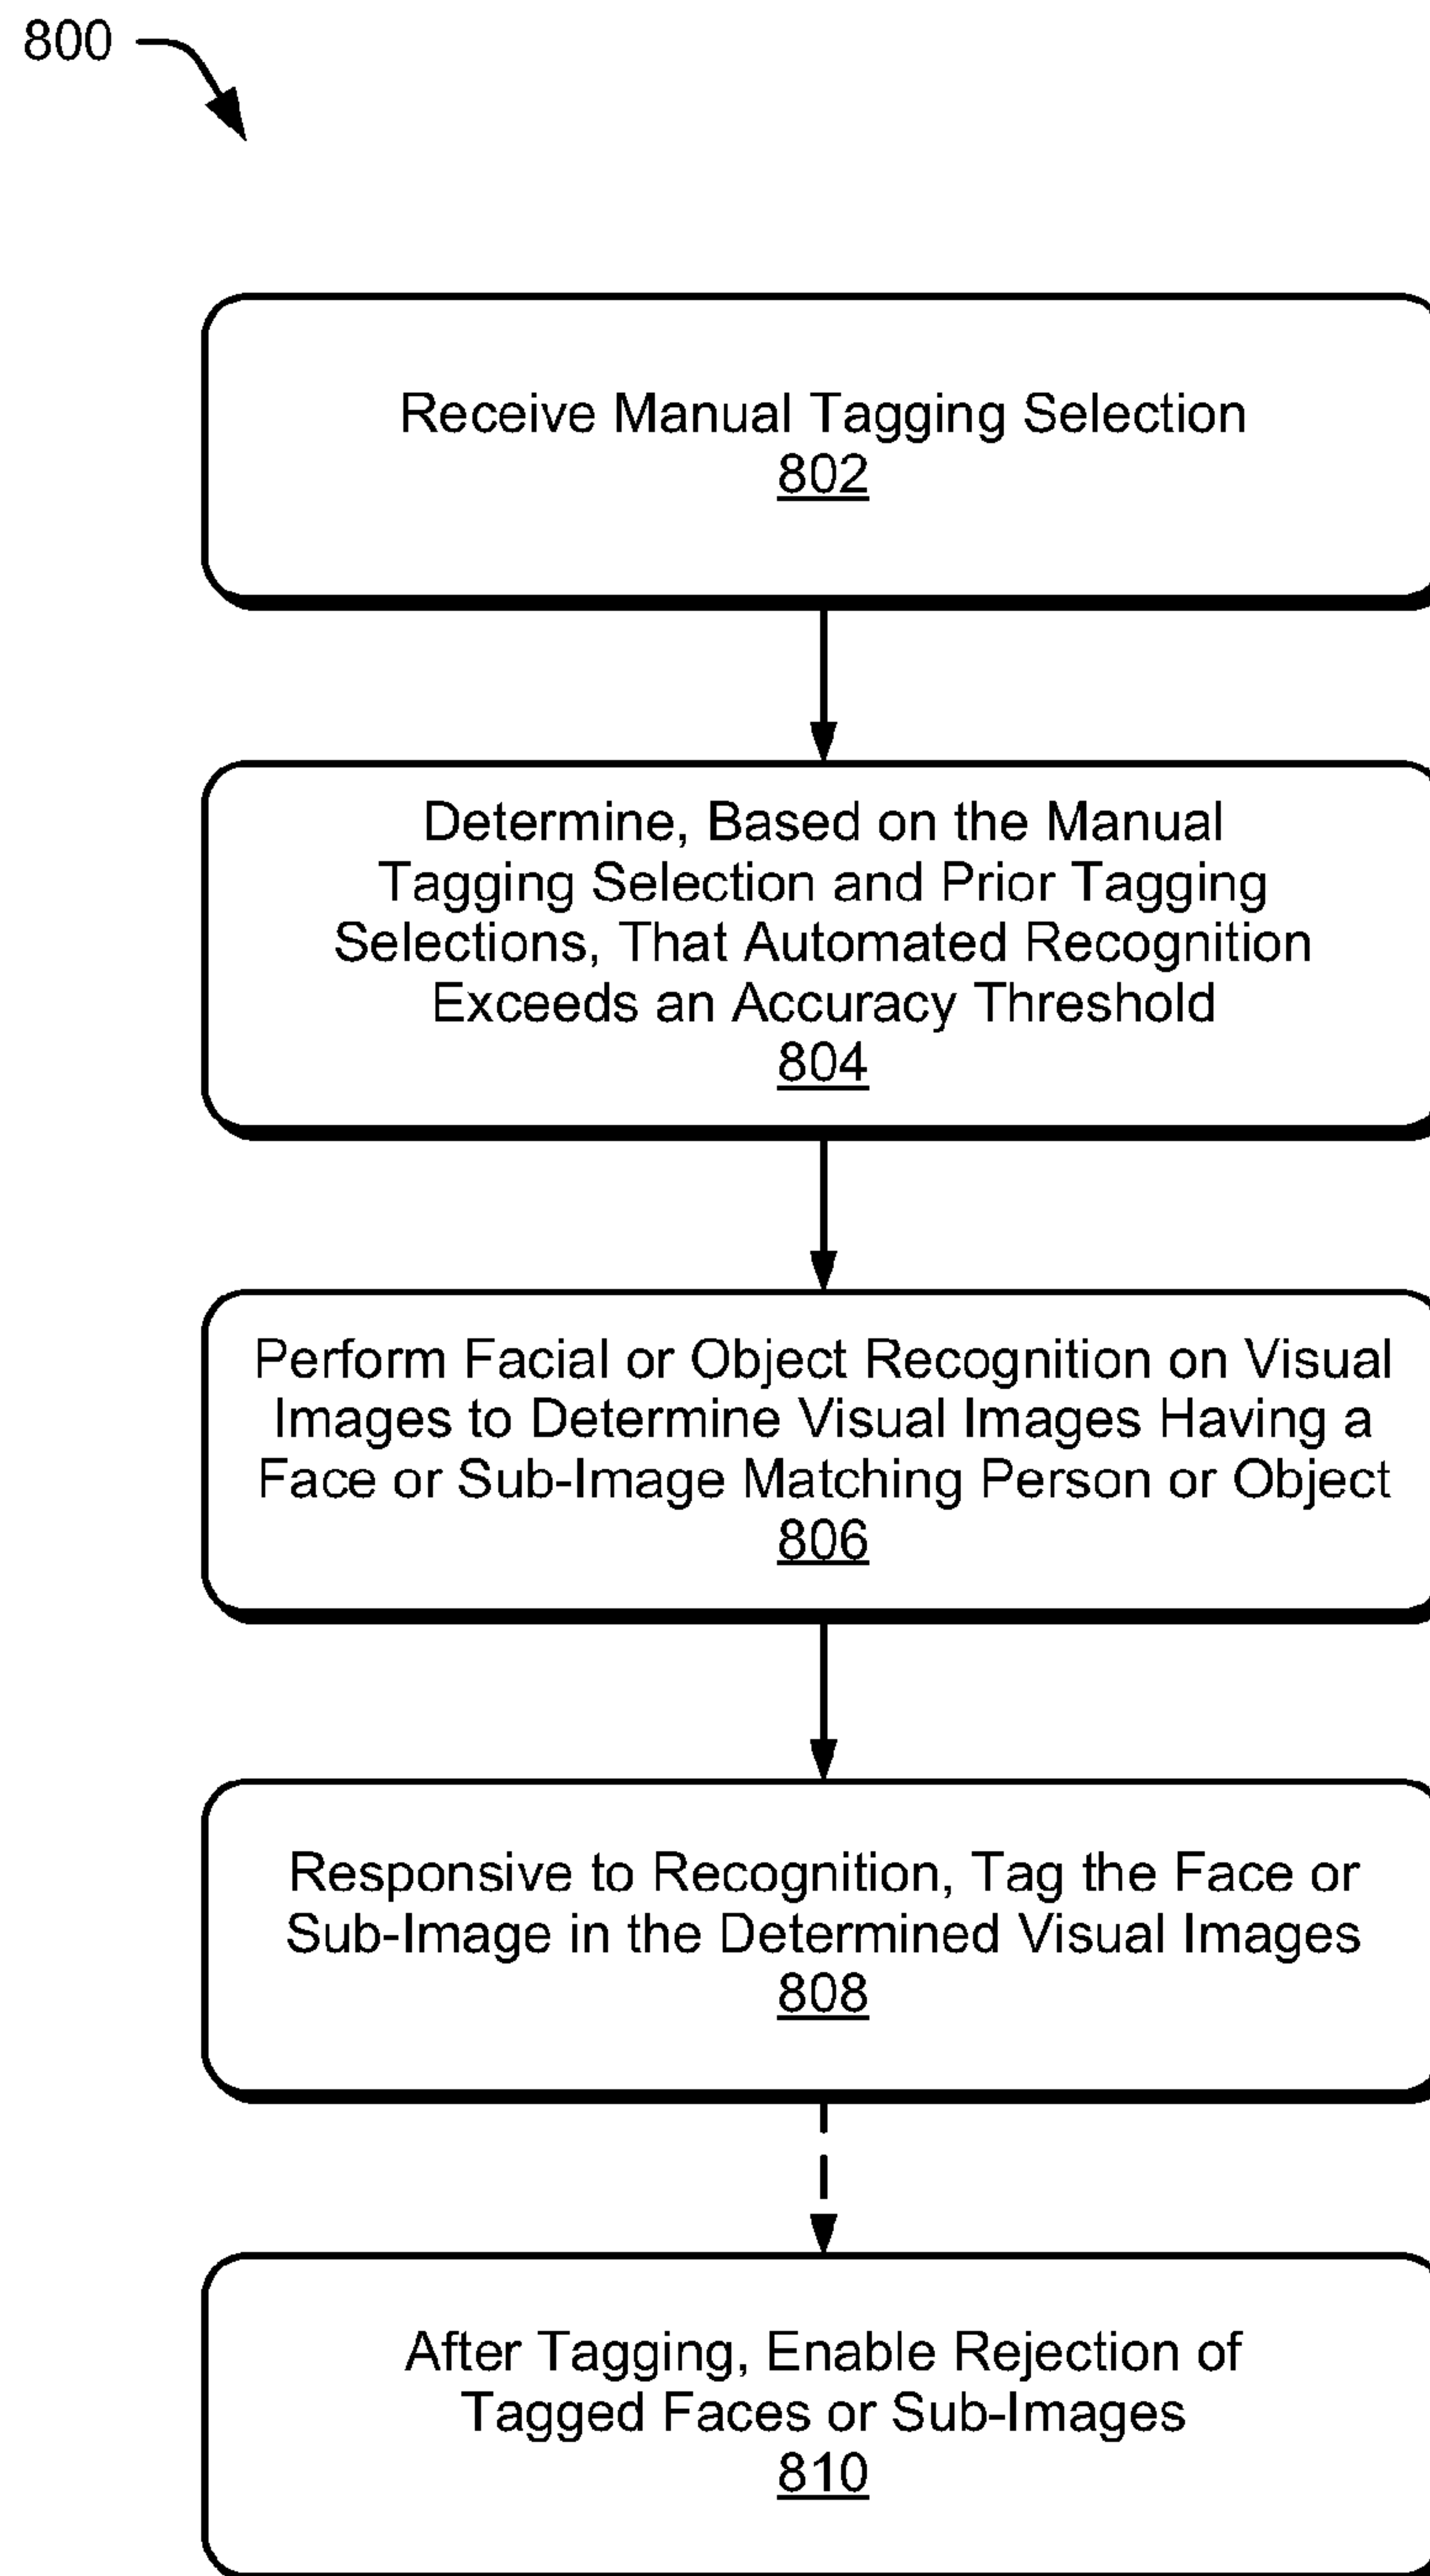 800
Receive Manual Tagging Selection
802
Determine, Based on the Manual
Tagging Selection and Prior Tagging
Selections, That Automated Recognition
Exceeds an Accuracy Threshold
804
Perform Facial or Object Recognition on Visual
Images to Determine Visual Images Having a
Face or Sub-Image Matching Person or Object
806
Responsive to Recognition, Tag the Face or
Sub-Image in the Determined Visual Images
808
After Tagging, Enable Rejection of
Tagged Faces or Sub-Images
810